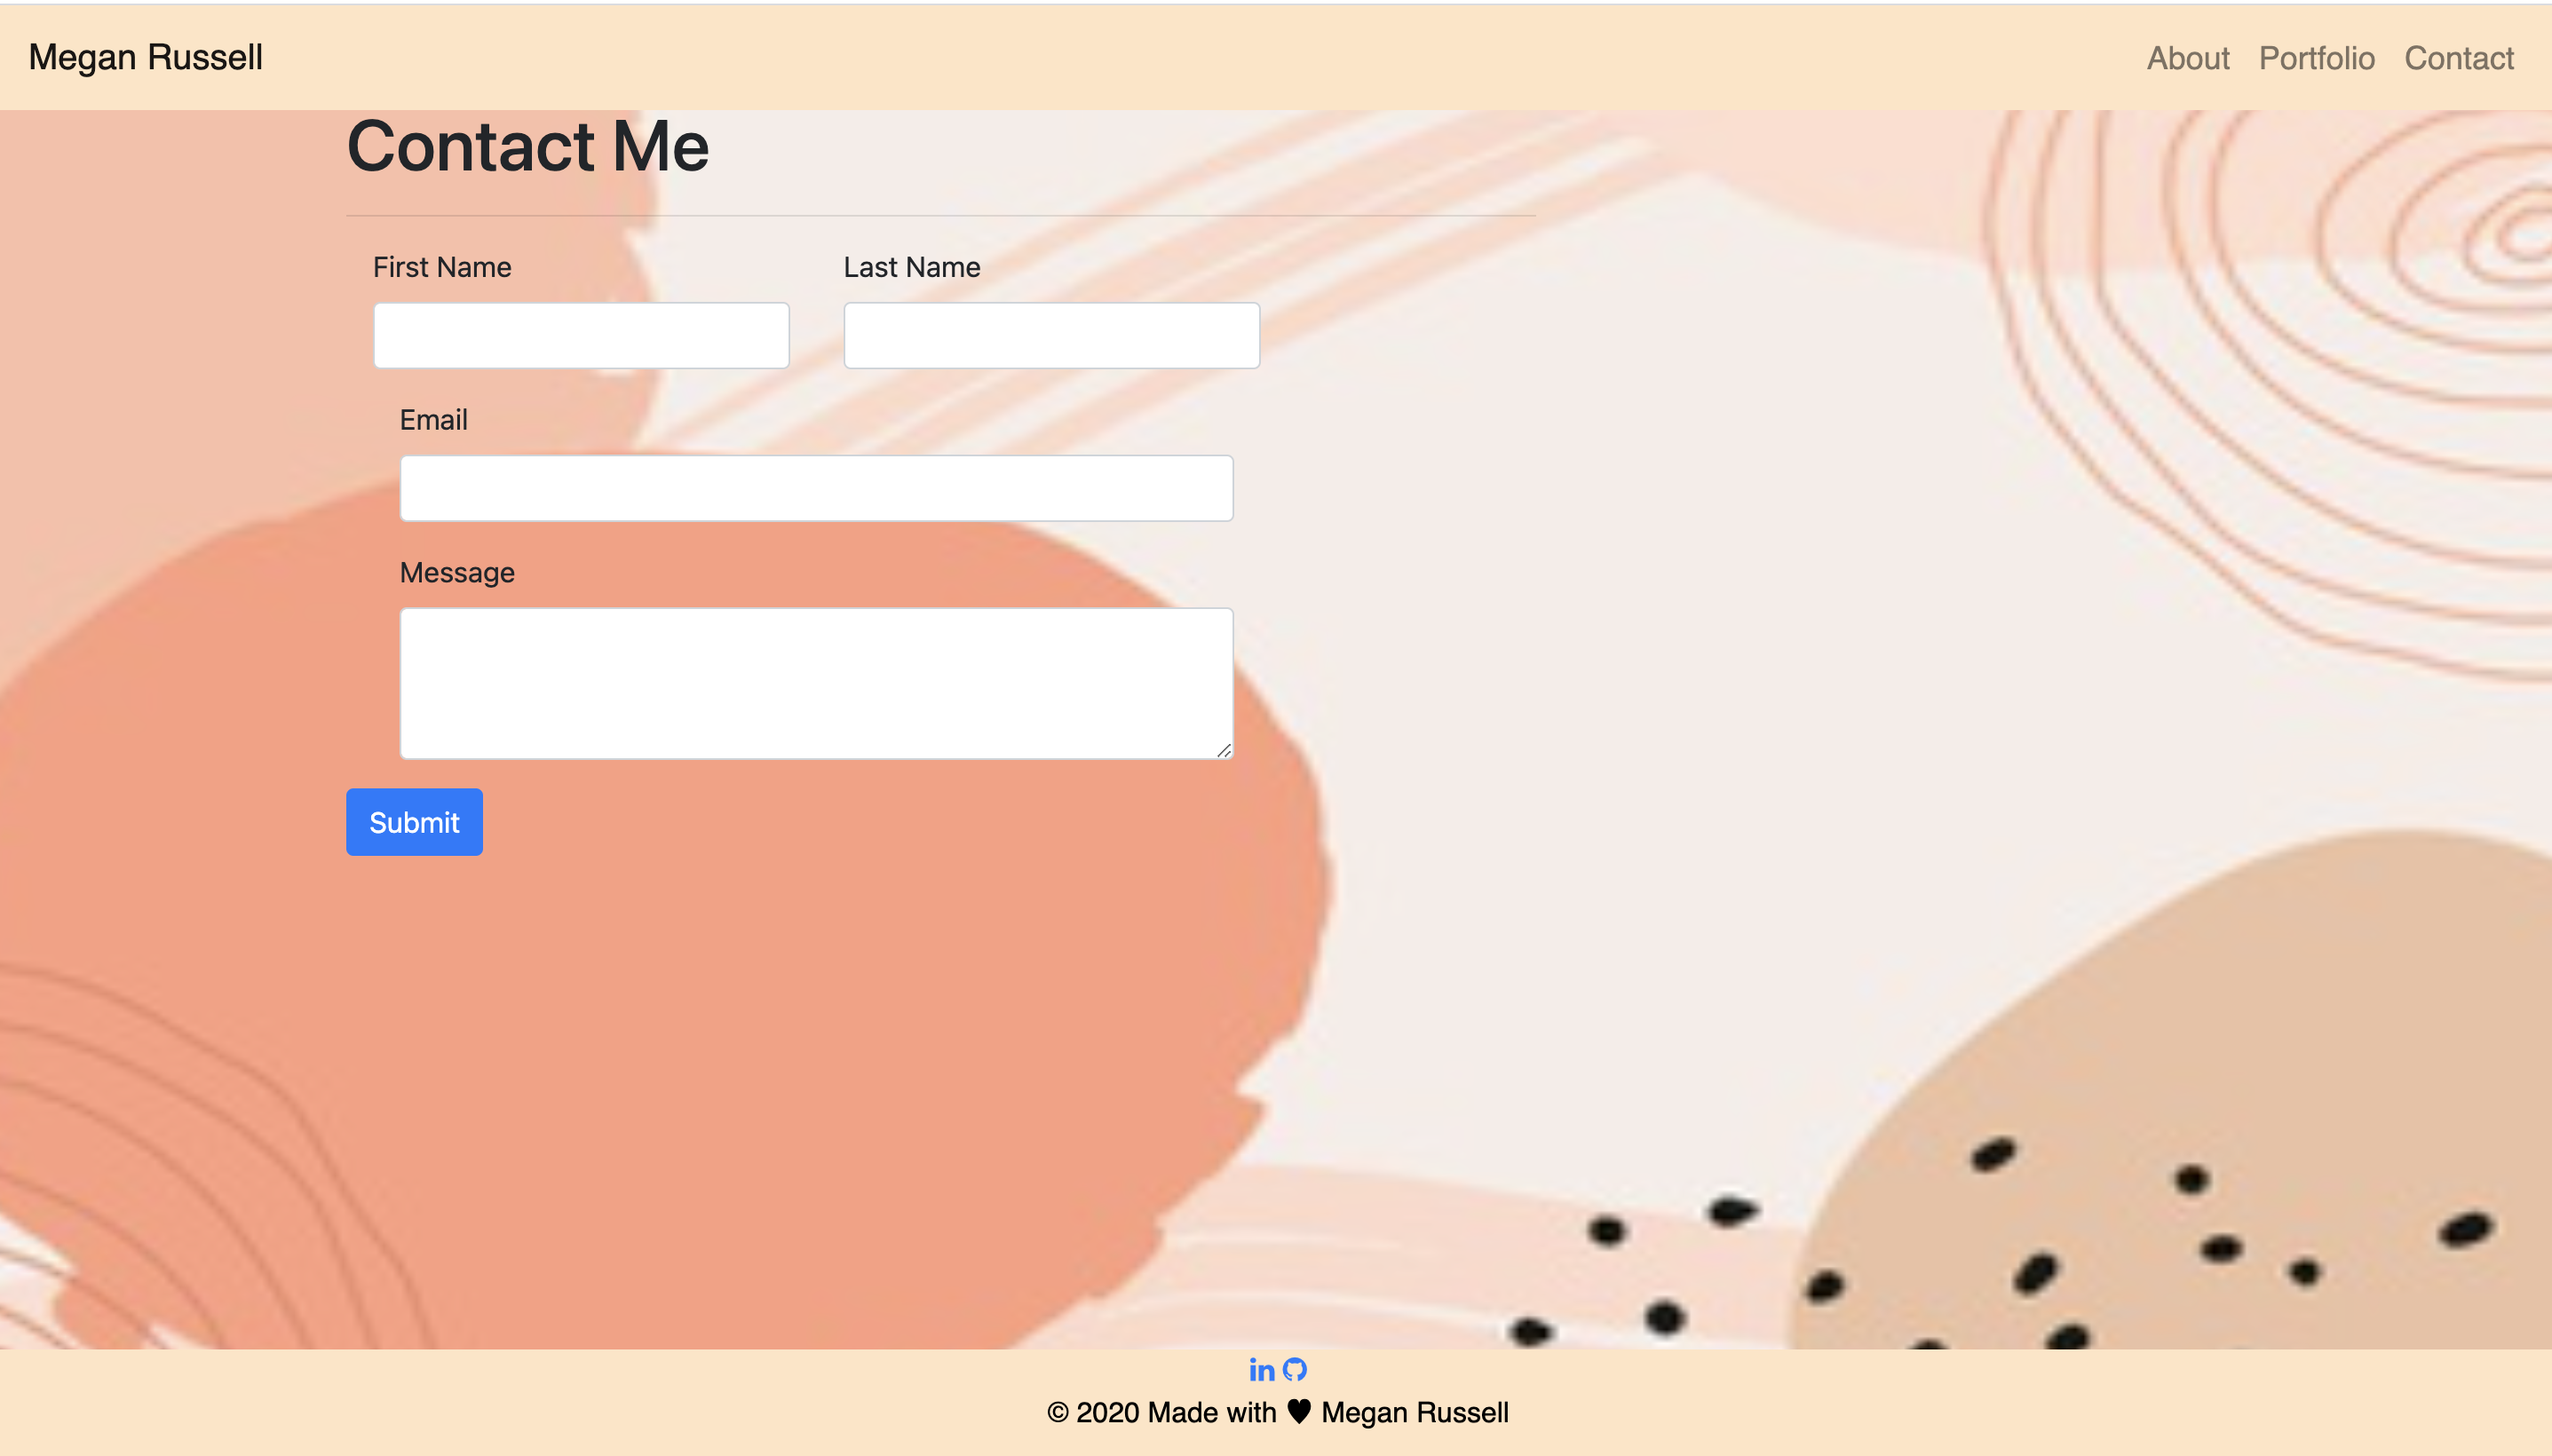 Megan Russell
About Portfolio Contact
Contact Me
First Name Last Name
Email
Message
Submit
in
© 2020 Made with ♥ Megan Russell